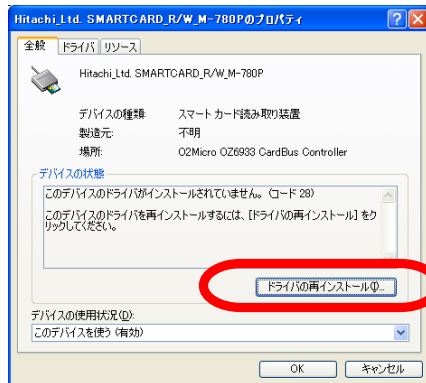 Hitachi_Ltd. SMARTCARD_R/W_M-780Pのプロパティ
全般 ドライバ リソース
Hitachi_Ltd. SMARTCARD_R/W_M-780P
デバイスの種類: スマート カード読み取り装置
製造元: 不明
場所: O2Micro OZ6933 CardBus Controller
デバイスの状態
このデバイスのドライバがインストールされていません。(コード 28)
このデバイスのドライバを再インストールするには、[ドライバの再インストール] をク
リックしてください。
ドライバの再インストール(I)...
デバイスの使用状況(D):
このデバイスを使う (有効)
OK キャンセル